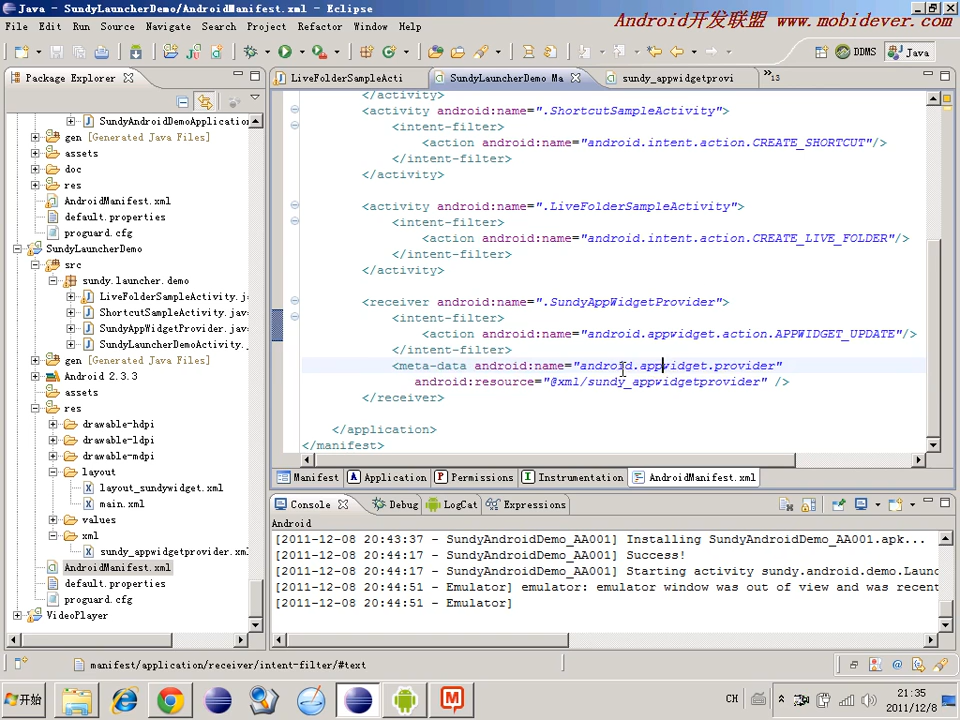 Java - SundyLauncherDemo/AndroidManifest.xml - Eclipse
Android开发联盟 www.mobidever.com
File Edit Run Source Navigate Search Project Refactor Window Help
DDMS Java
Package Explorer
LiveFolderSampleActi
SundyLauncherDemo Ma
sundy_appwidgetprovi
»13
SundyAndroidDemoApplication
gen [Generated Java Files]
assets
doc
res
AndroidManifest.xml
default.properties
proguard.cfg
SundyLauncherDemo
src
sundy.launcher.demo
LiveFolderSampleActivity.j
ShortcutSampleActivity.jav
SundyAppWidgetProvider.jav
SundyLauncherDemoActivity.
gen [Generated Java Files]
Android 2.3.3
assets
res
drawable-hdpi
drawable-ldpi
drawable-mdpi
layout
layout_sundywidget.xml
main.xml
values
xml
sundy_appwidgetprovider.xml
AndroidManifest.xml
default.properties
proguard.cfg
VideoPlayer
</activity>
<activity android:name=".ShortcutSampleActivity">
<intent-filter>
<action android:name="android.intent.action.CREATE_SHORTCUT"/>
</intent-filter>
</activity>
<activity android:name=".LiveFolderSampleActivity">
<intent-filter>
<action android:name="android.intent.action.CREATE_LIVE_FOLDER"/>
</intent-filter>
</activity>
<receiver android:name=".SundyAppWidgetProvider">
<intent-filter>
<action android:name="android.appwidget.action.APPWIDGET_UPDATE"/>
</intent-filter>
<meta-data android:name="android.appwidget.provider"
android:resource="@xml/sundy_appwidgetprovider" />
</receiver>
</application>
</manifest>
Manifest Application Permissions Instrumentation AndroidManifest.xml
Console Debug LogCat Expressions
Android
[2011-12-08 20:43:37 - SundyAndroidDemo_AA001] Installing SundyAndroidDemo_AA001.apk...
[2011-12-08 20:44:17 - SundyAndroidDemo_AA001] Success!
[2011-12-08 20:44:17 - SundyAndroidDemo_AA001] Starting activity sundy.android.demo.Laun
[2011-12-08 20:44:51 - Emulator] emulator: emulator window was out of view and was recent
[2011-12-08 20:44:51 - Emulator]
manifest/application/receiver/intent-filter/#text
开始
CH
21:35
2011/12/8